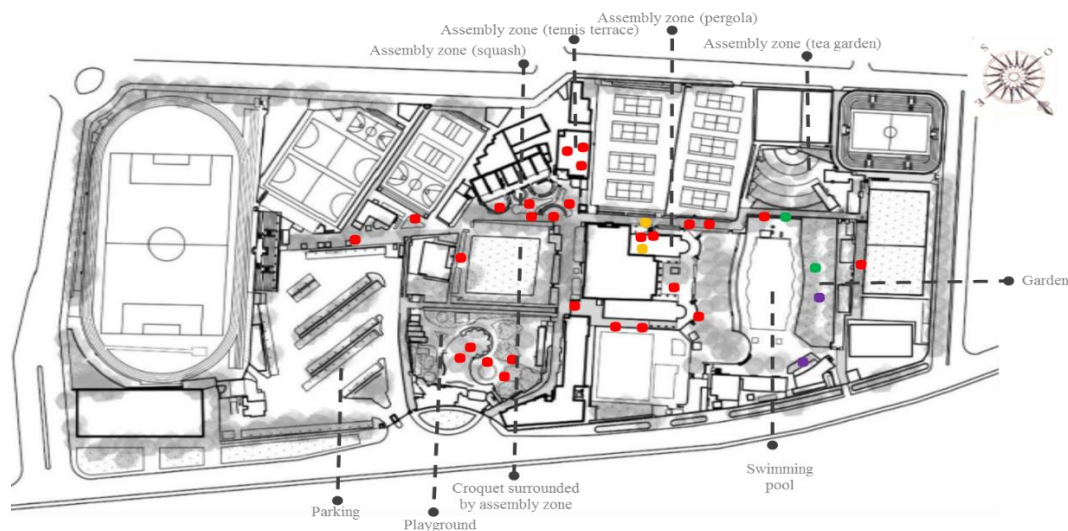 Assembly zone (pergola)
Assembly zone (tennis terrace)
Assembly zone (squash)
Assembly zone (tea garden)
S
O
E
Garden
Swimming
pool
Croquet surrounded
by assembly zone
Parking
Playground